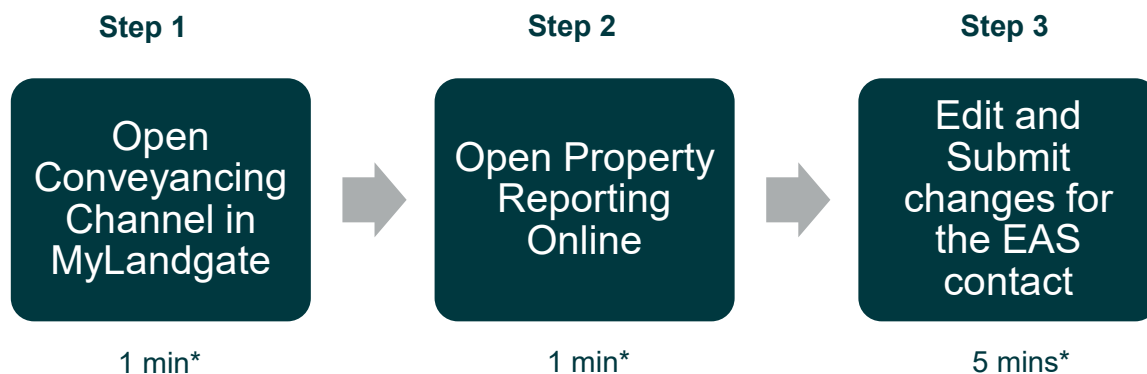 Step 1
Open
Conveyancing
Channel in
MyLandgate
1 min*
Step 2
Open Property
Reporting
Online
1 min*
Step 3
Edit and
Submit
changes for
the EAS
contact
5 mins*